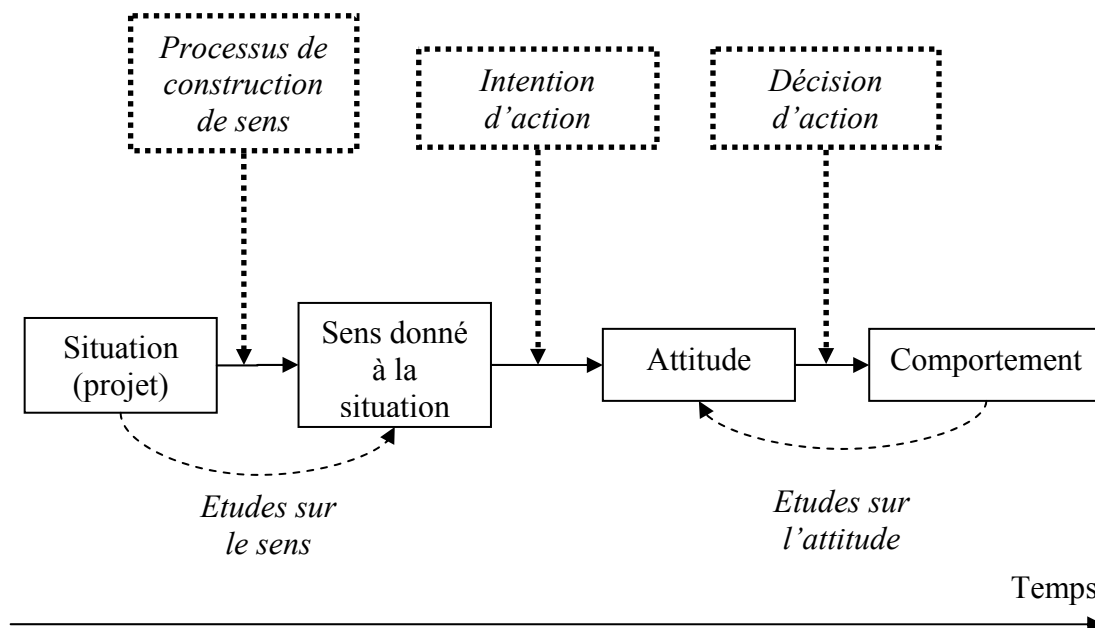 Processus de
construction
de sens
Intention
d’action
Décision
d’action
Situation
(projet)
Sens donné
à la
situation
Attitude
Comportement
Etudes sur
le sens
Etudes sur
l’attitude
Temps